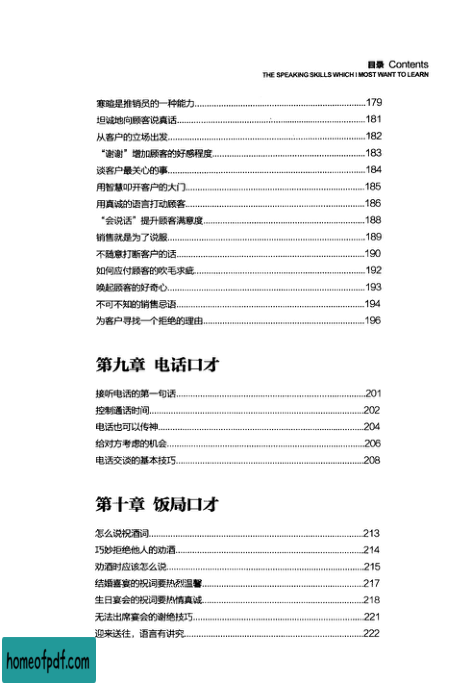 目录 Contents
THE SPEAKING SKILLS WHICH I MOST WANT TO LEARN
寒暄是推销员的一种能力……179
坦诚地向顾客说真话……181
从客户的立场出发……182
“谢谢”增加顾客的好感程度……183
谈客户最关心的事……184
用智慧叩开客户的大门……185
用真诚的语言打动顾客……186
“会说话”提升顾客满意度……188
销售就是为了说服……189
不随意打断客户的话……190
如何应付顾客的吹毛求疵……192
唤起顾客的好奇心……193
不可不知的销售忌语……194
为客户寻找一个拒绝的理由……196
第九章 电话口才
接听电话的第一句话……201
控制通话时间……202
电话也可以传神……204
给对方考虑的机会……206
电话交谈的基本技巧……208
第十章 饭局口才
怎么说祝酒词……213
巧妙拒绝他人的劝酒……214
劝酒时应该怎么说……215
结婚喜宴的祝词要热烈温馨……217
生日宴会的祝词要热情真诚……218
无法出席宴会的谢绝技巧……221
迎来送往，语言有讲究……222
homeofpdf.com